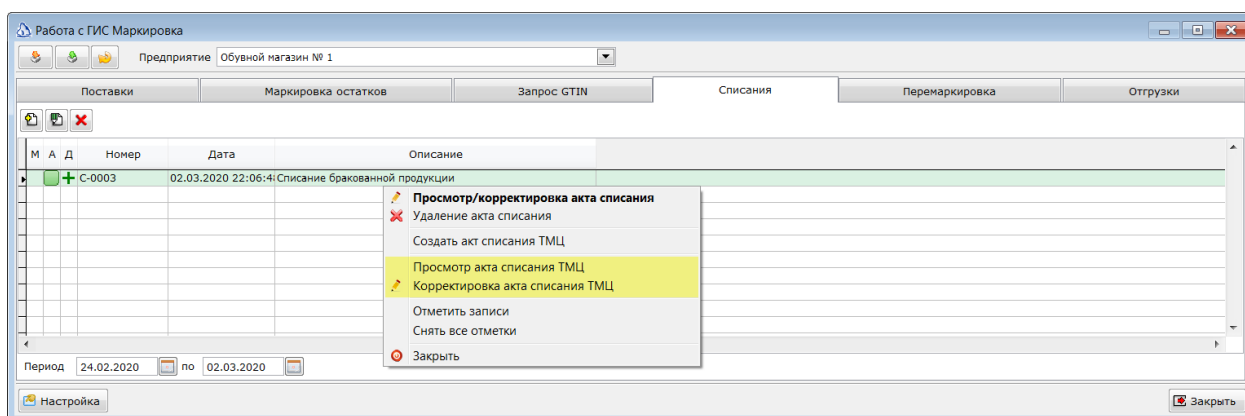 Работа с ГИС Маркировка
Предприятие Обувной магазин № 1
Поставки Маркировка остатков Запрос GTIN Списания Перемаркировка Отгрузки
М А Д Номер Дата Описание
С-0003 02.03.2020 22:06:4 Списание бракованной продукции
Просмотр/корректировка акта списания
Удаление акта списания
Создать акт списания ТМЦ
Просмотр акта списания ТМЦ
Корректировка акта списания ТМЦ
Отметить записи
Снять все отметки
Закрыть
Период 24.02.2020 по 02.03.2020
Настройка Закрыть